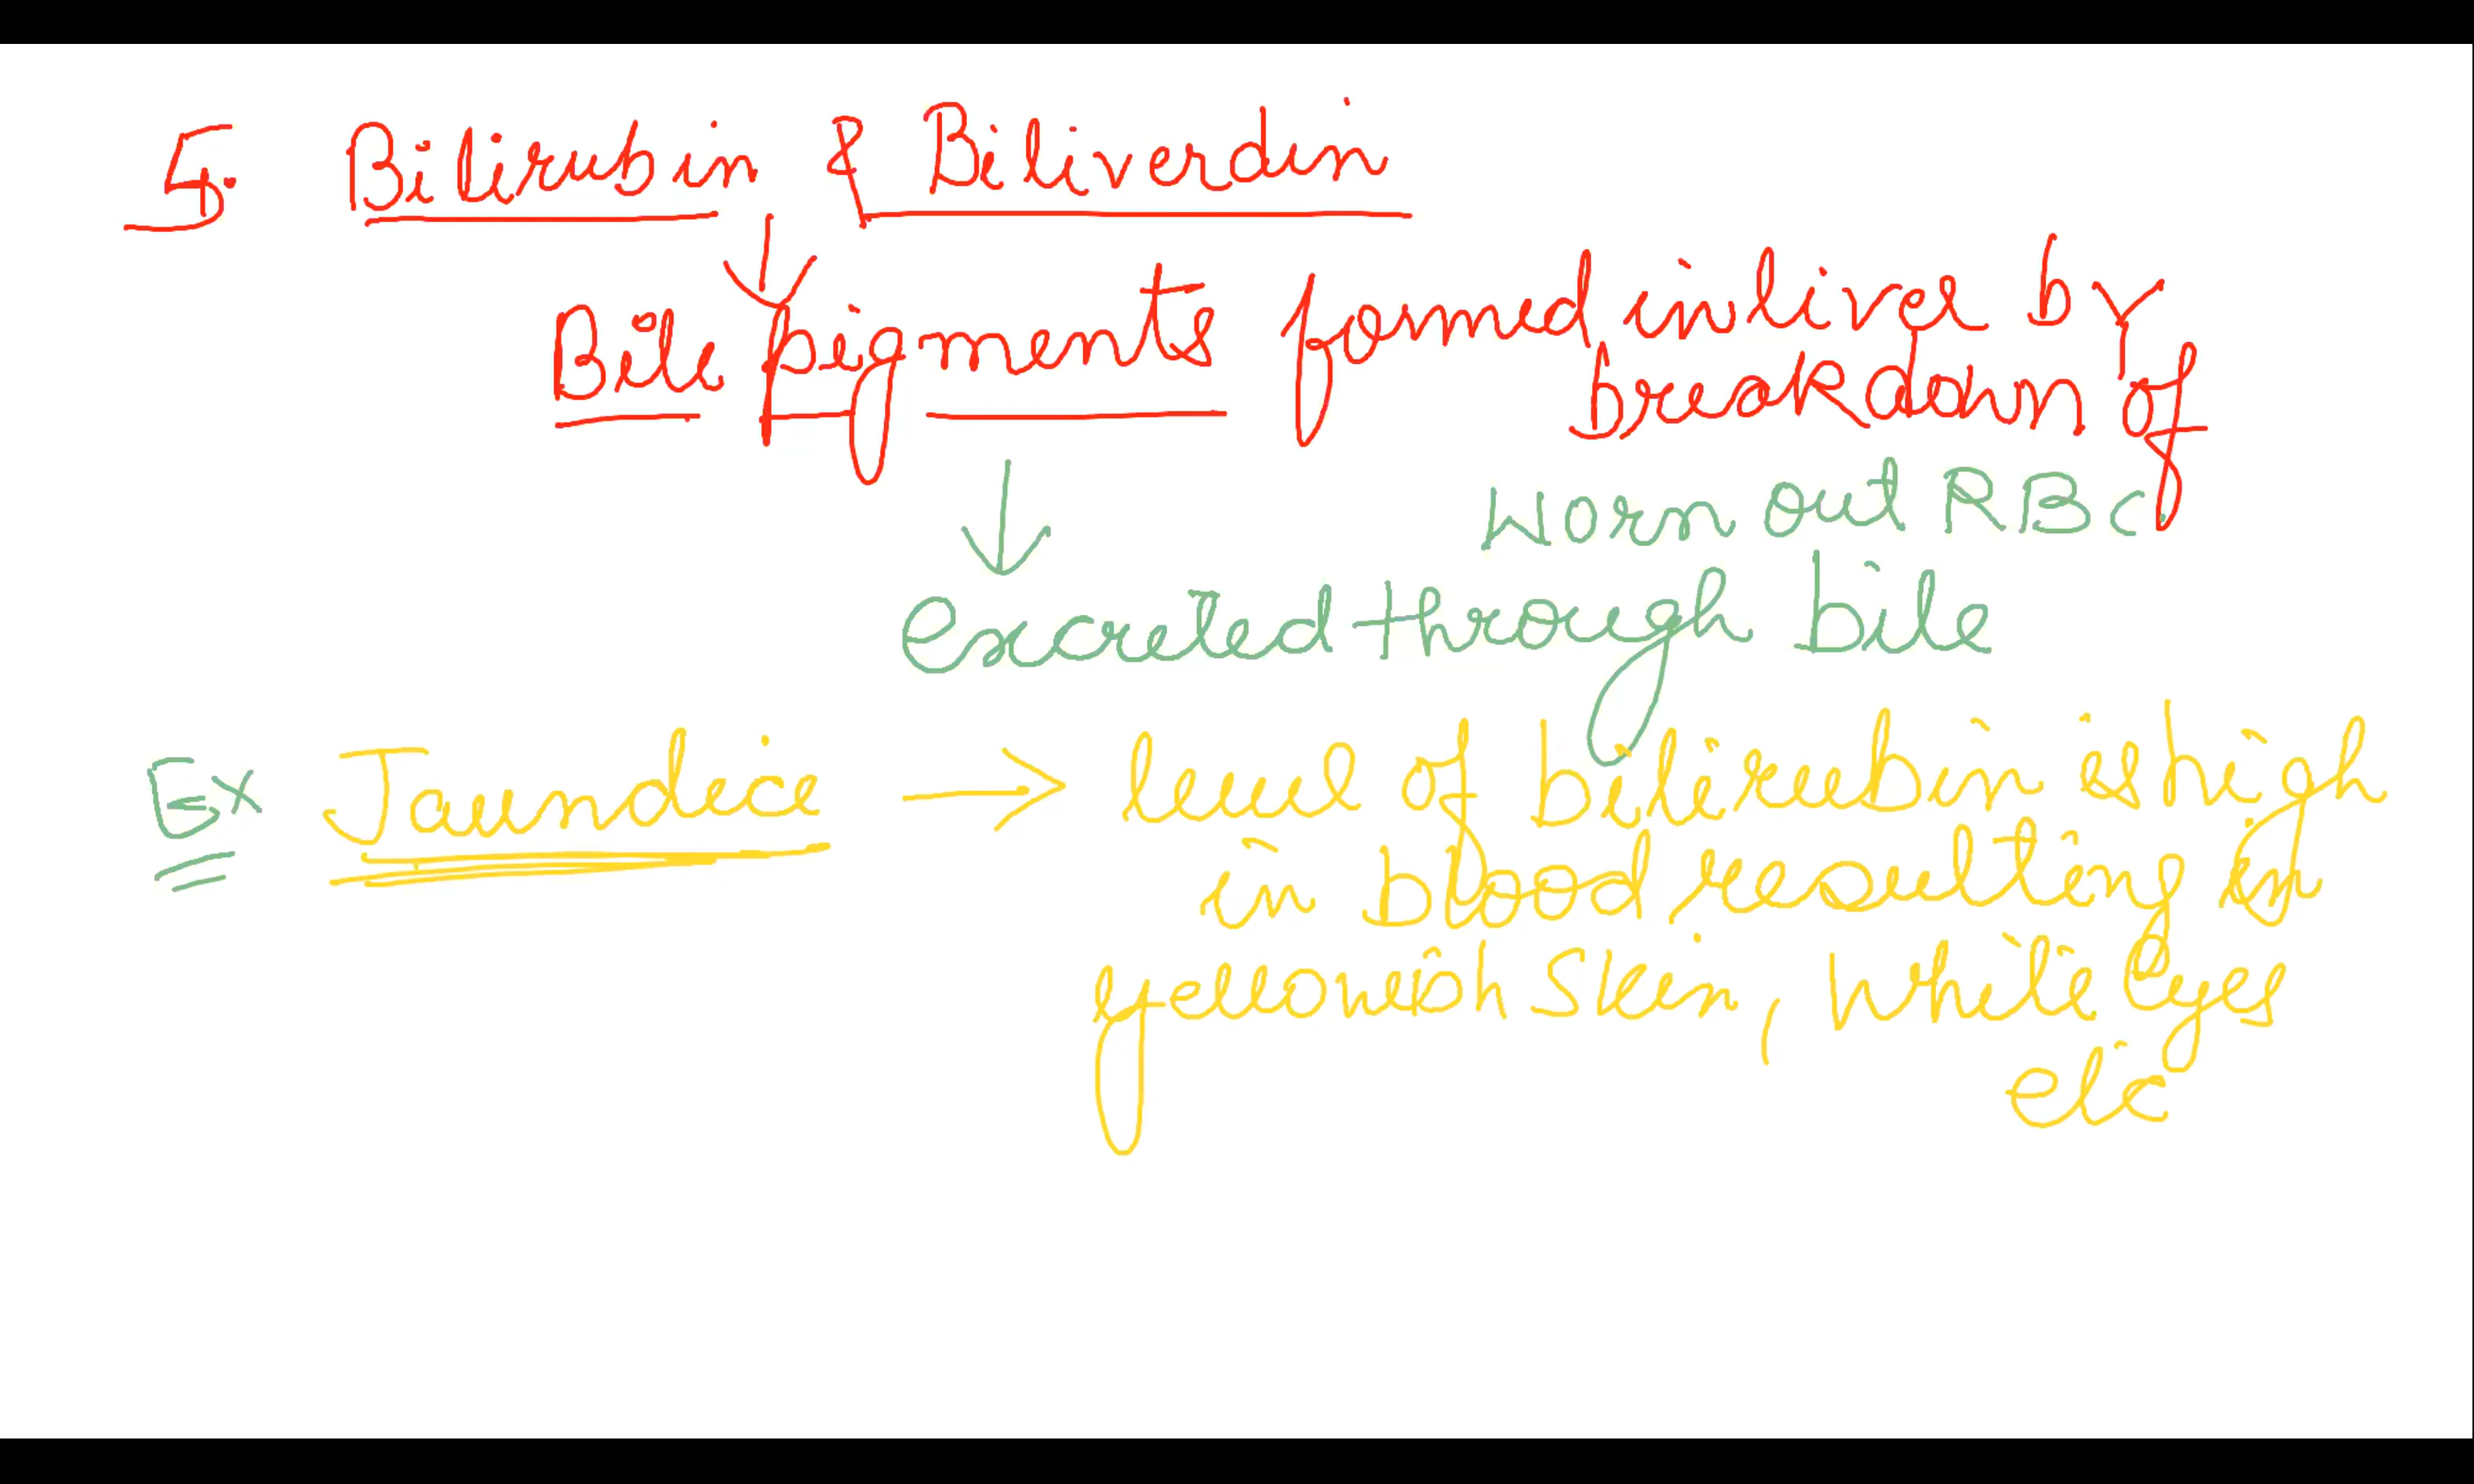 5. Bilirubin & Biliverdin
Bile pigments formed in liver by
breakdown of
Worn out RBC.
excreted through bile
Ex Jaundice → level of bilirubin is high
in blood resulting in
yellowish Skin, white eyes
etc